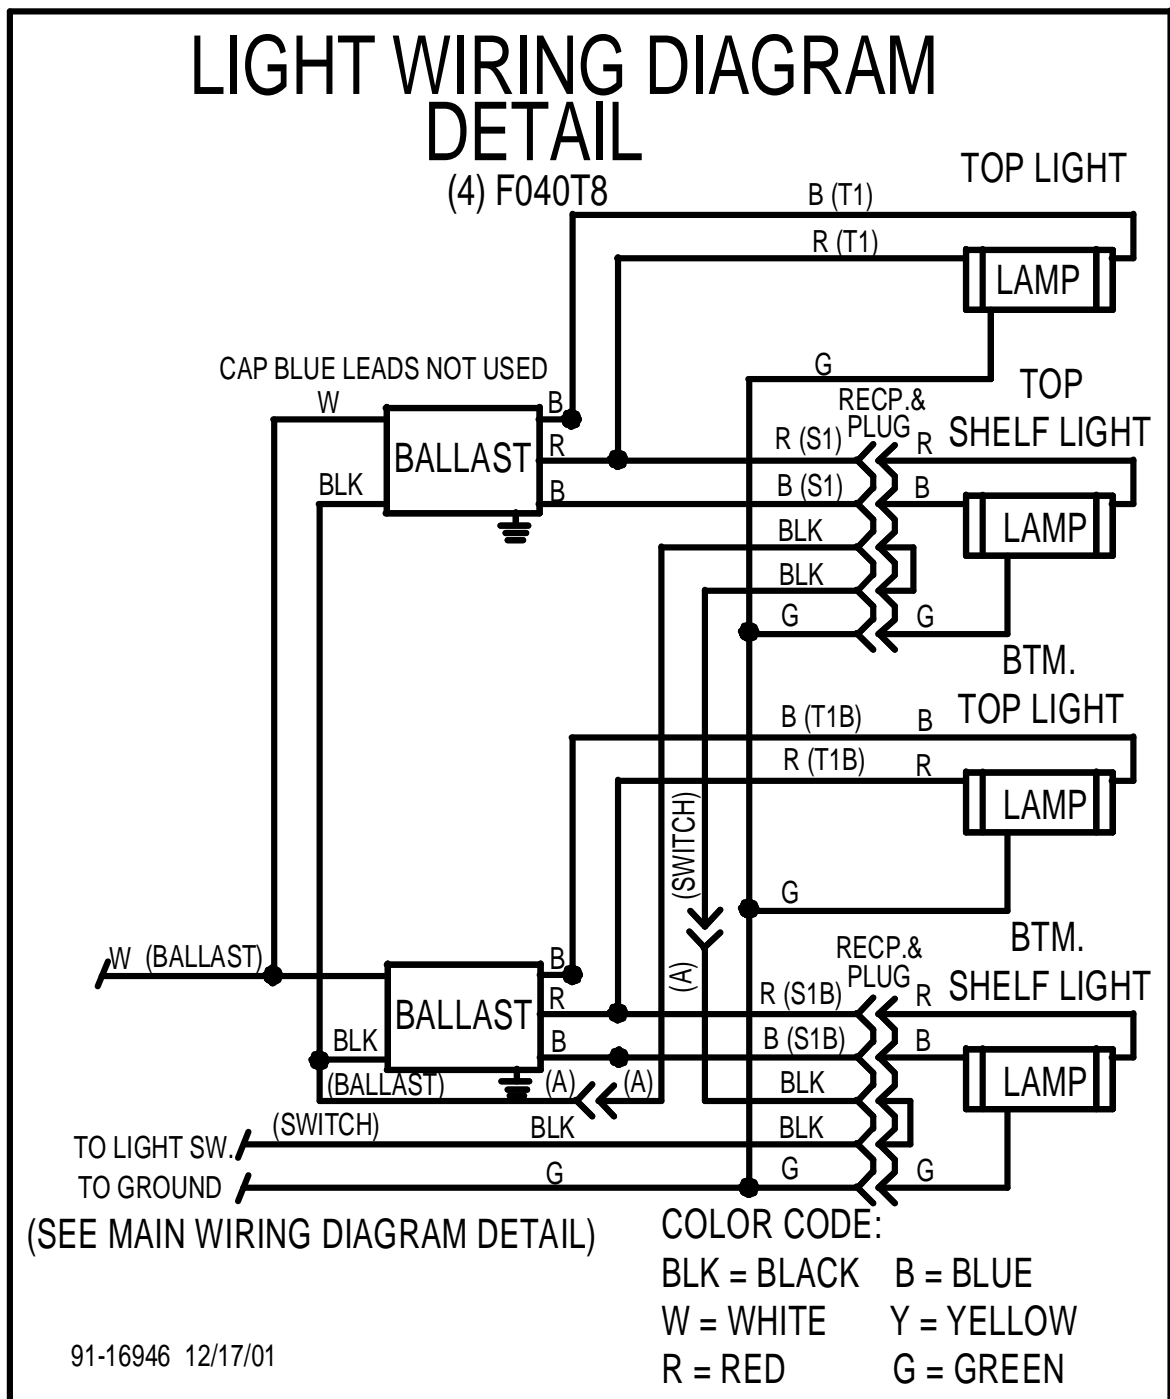 LIGHT WIRING DIAGRAM
DETAIL
(4) F040T8
TOP LIGHT
B (T1)
R (T1)
LAMP
G
CAP BLUE LEADS NOT USED
W
B
BALLAST
R
BLK
B
RECP.&
PLUG
TOP
SHELF LIGHT
R (S1)
R
B (S1)
B
LAMP
BLK
BLK
G
G
BTM.
TOP LIGHT
B (T1B)
B
R (T1B)
R
LAMP
(SWITCH)
G
(A)
RECP.&
PLUG
BTM.
SHELF LIGHT
W (BALLAST)
B
BALLAST
R
R (S1B)
R
BLK
B
B (S1B)
B
LAMP
(BALLAST)
(A)
(A)
BLK
(SWITCH)
BLK
BLK
TO LIGHT SW.
TO GROUND
G
G
G
(SEE MAIN WIRING DIAGRAM DETAIL)
COLOR CODE:
BLK = BLACK B = BLUE
W = WHITE Y = YELLOW
R = RED G = GREEN
91-16946 12/17/01